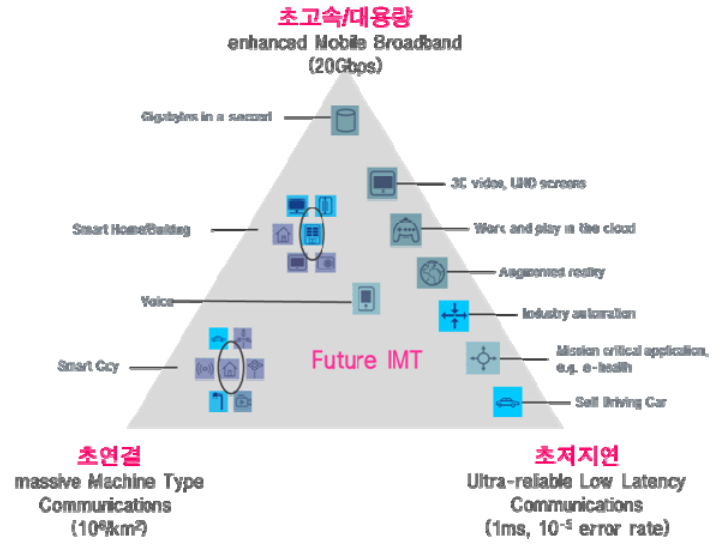 초고속/대용량
enhanced Mobile Broadband
(20Gbps)
Gigabytes in a second
3D video, UHD screens
Smart Home/Building
Work and play in the cloud
Augmented reality
Voice
Industry automation
Smart City
Future IMT
Mission critical application,
e.g. e-health
Self Driving Car
초연결
massive Machine Type
Communications
(10⁶/km²)
초저지연
Ultra-reliable Low Latency
Communications
(1ms, 10⁻⁵ error rate)